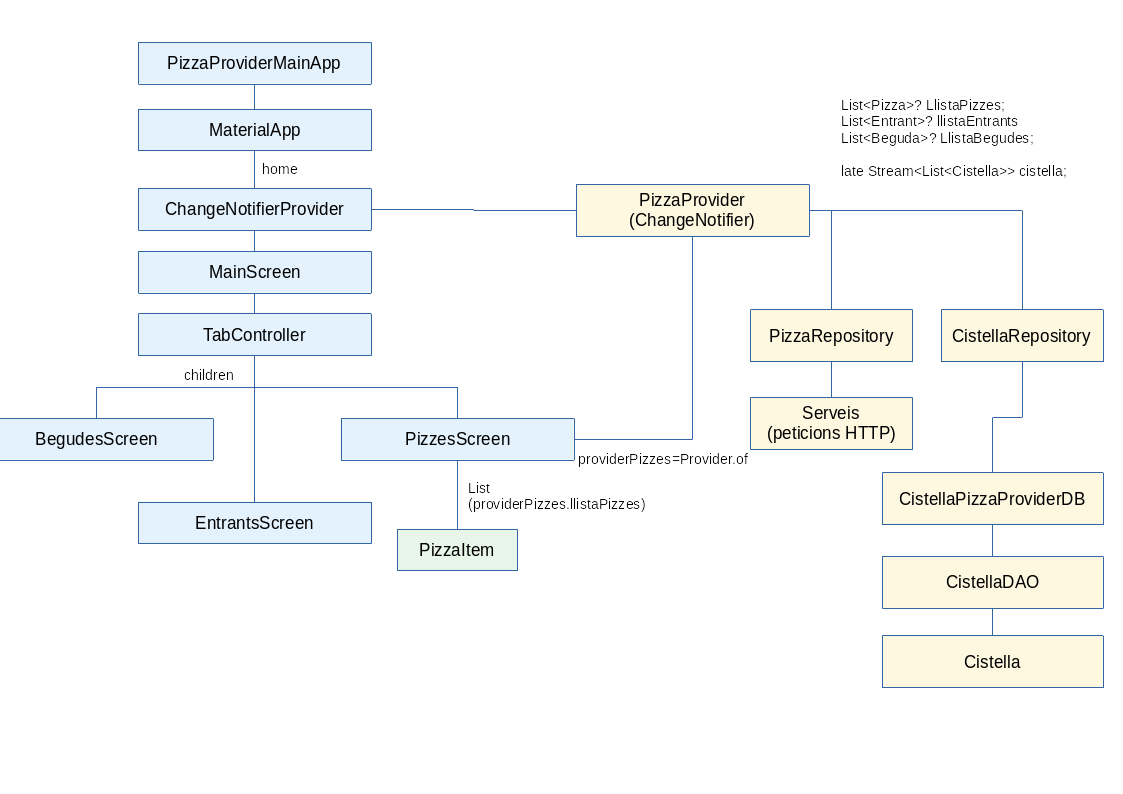 PizzaProviderMainApp
MaterialApp
home
ChangeNotifierProvider
MainScreen
TabController
children
BegudesScreen
PizzesScreen
EntrantsScreen
List
(providerPizzes.llistaPizzes)
PizzaItem
providerPizzes=Provider.of
PizzaProvider
(ChangeNotifier)
List<Pizza>? LlistaPizzes;
List<Entrant>? llistaEntrants
List<Beguda>? LlistaBegudes;
late Stream<List<Cistella>> cistella;
PizzaRepository
CistellaRepository
Serveis
(peticions HTTP)
CistellaPizzaProviderDB
CistellaDAO
Cistella